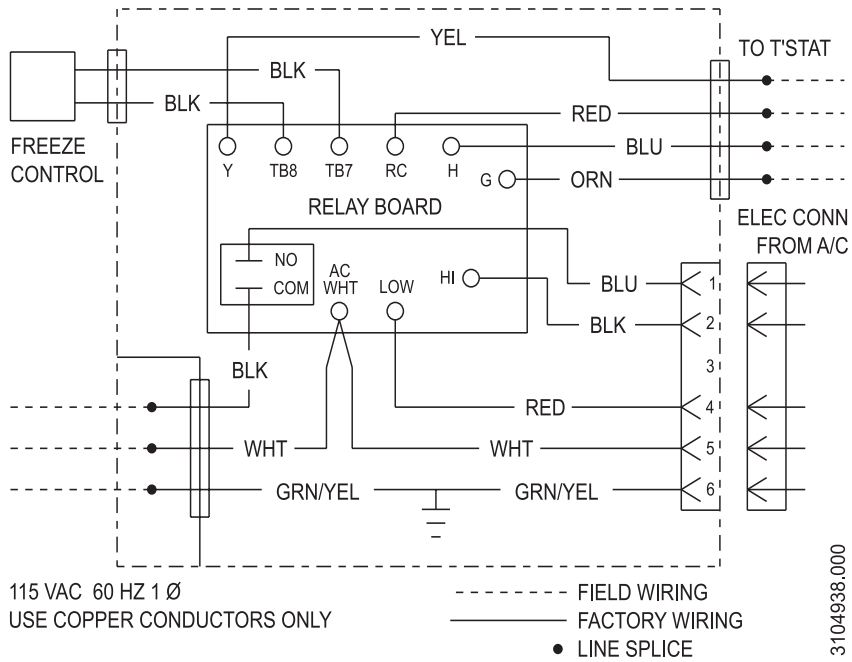 YEL
TO T'STAT
BLK
BLK
RED
FREEZE
CONTROL
BLU
Y TB8 TB7 RC H
G
ORN
RELAY BOARD
ELEC CONN
FROM A/C
NO
COM
AC
WHT
LOW
HI
BLU
1
BLK
2
3
BLK
RED
4
WHT
WHT
5
GRN/YEL
GRN/YEL
6
115 VAC 60 HZ 1 Ø
USE COPPER CONDUCTORS ONLY
FIELD WIRING
FACTORY WIRING
LINE SPLICE
3104938.000